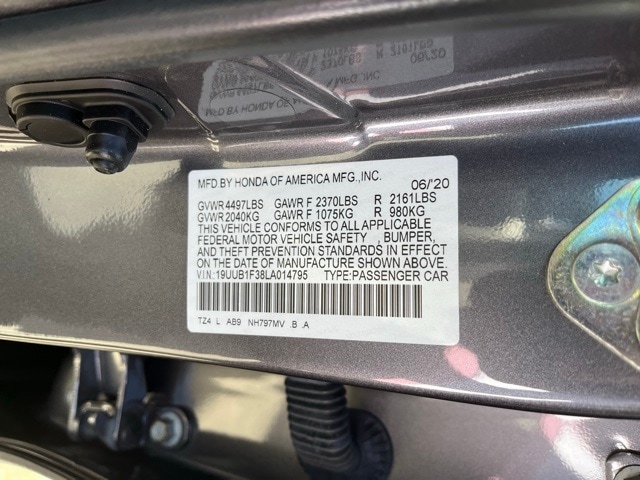 MFD.BY HONDA OF AMERICA MFG.,INC. 06/'20
GVWR 4497LBS GAWR F 2370LBS R 2161LBS
GVWR 2040KG GAWR F 1075KG R 980KG
THIS VEHICLE CONFORMS TO ALL APPLICABLE
FEDERAL MOTOR VEHICLE SAFETY , BUMPER,
AND THEFT PREVENTION STANDARDS IN EFFECT
ON THE DATE OF MANUFACTURE SHOWN ABOVE.
V.I.N.: 19UUB1F38LA014795 TYPE:PASSENGER CAR
TZ4 L AB9 NH797MV .B .A